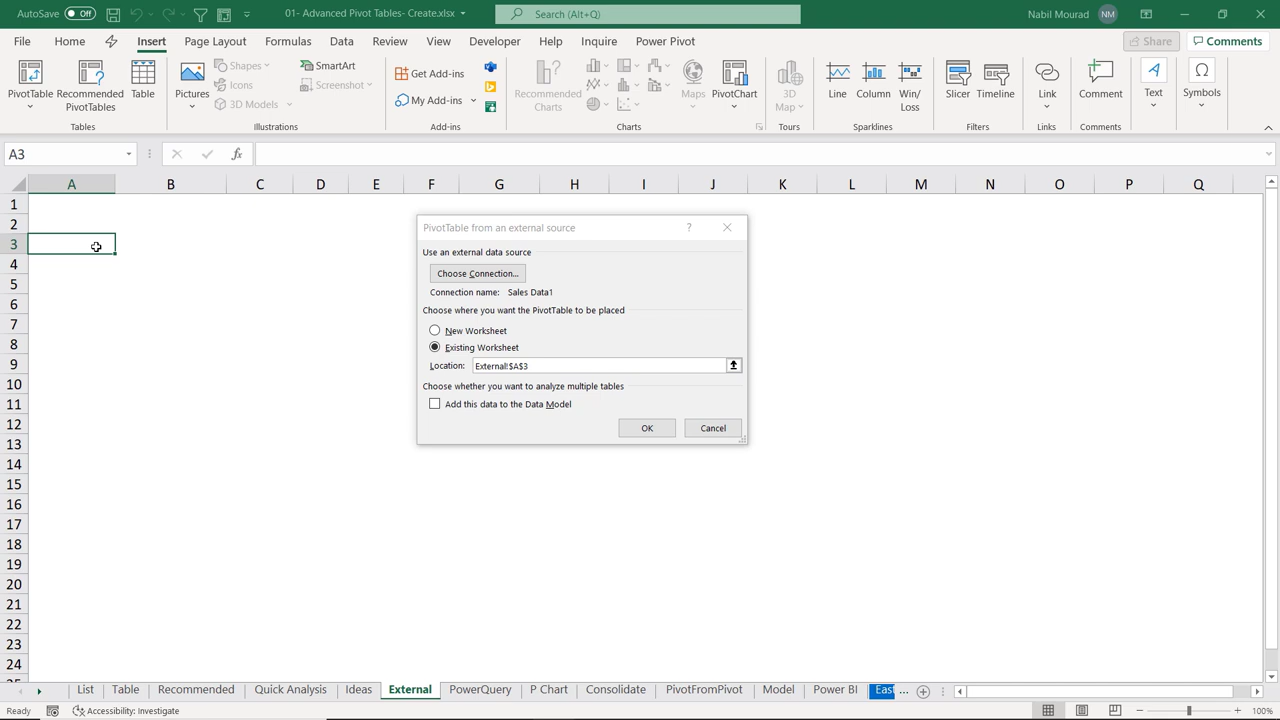 AutoSave Off 01- Advanced Pivot Tables- Create.xlsx Search (Alt+Q) Nabil Mourad NM
File Home Insert Page Layout Formulas Data Review View Developer Help Inquire Power Pivot Share Comments
PivotTable
Recommended PivotTables
Table
Tables
Pictures
Shapes
Icons
3D Models
SmartArt
Screenshot
Illustrations
Get Add-ins
My Add-ins
Add-ins
Recommended Charts
Maps
PivotChart
Charts
3D Map
Tours
Line
Column
Win/Loss
Sparklines
Slicer
Timeline
Filters
Link
Links
Comment
Comments
Text
Symbols
A3 fx
A B C D E F G H I J K L M N O P Q
1
2
3
4
5
6
7
8
9
10
11
12
13
14
15
16
17
18
19
20
21
22
23
24
PivotTable from an external source ?
Use an external data source
Choose Connection...
Connection name: Sales Data1
Choose where you want the PivotTable to be placed
New Worksheet
Existing Worksheet
Location: External!$A$3
Choose whether you want to analyze multiple tables
Add this data to the Data Model
OK Cancel
List Table Recommended Quick Analysis Ideas External PowerQuery P Chart Consolidate PivotFromPivot Model Power BI East ...
Ready Accessibility: Investigate 100%